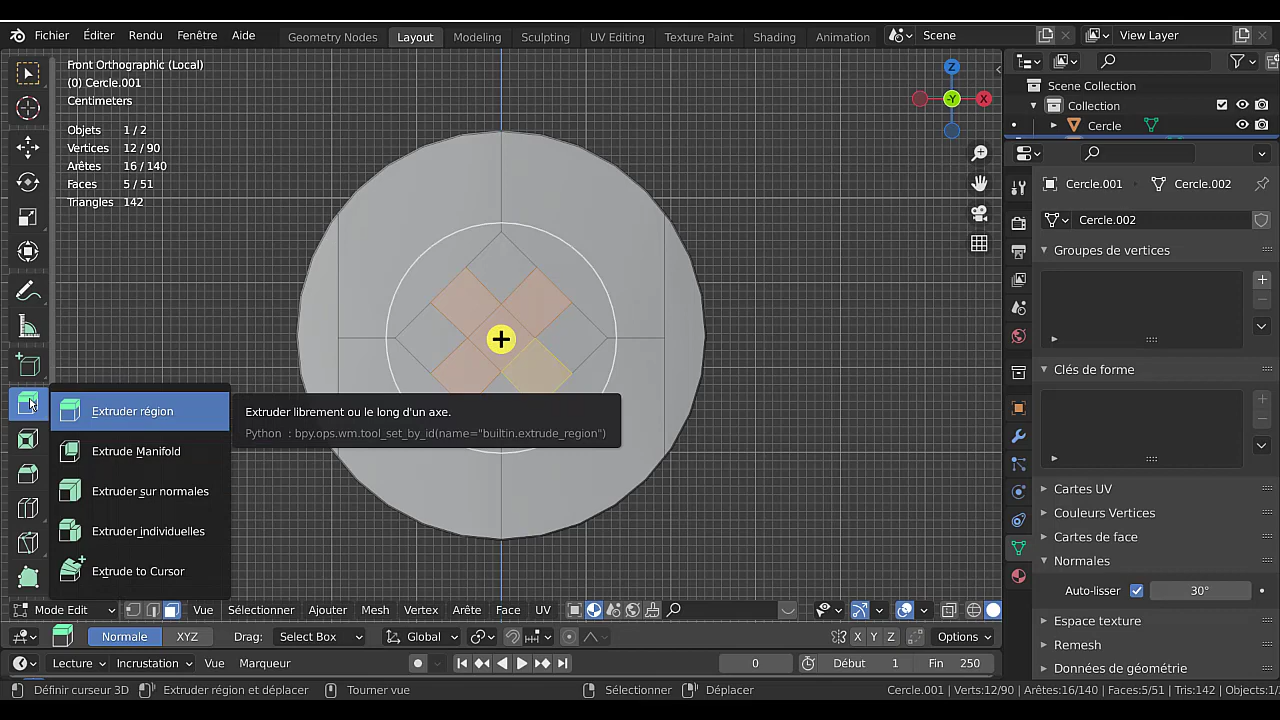 Fichier Éditer Rendu Fenêtre Aide Geometry Nodes Layout Modeling Sculpting UV Editing Texture Paint Shading Animation Scene View Layer
Front Orthographic (Local)
(0) Cercle.001
Centimeters
Objets 1 / 2
Vertices 12 / 90
Arêtes 16 / 140
Faces 5 / 51
Triangles 142
Z
-Y
X
Scene Collection
Collection
Cercle
Cercle.001 Cercle.002
Cercle.002
Groupes de vertices
Clés de forme
Cartes UV
Couleurs Vertices
Cartes de face
Normales
Auto-lisser 30°
Espace texture
Remesh
Données de géométrie
Extruder région
Extrude Manifold
Extruder sur normales
Extruder individuelles
Extrude to Cursor
Extruder librement ou le long d'un axe.
Python : bpy.ops.wm.tool_set_by_id(name="builtin.extrude_region")
Mode Edit Vue Sélectionner Ajouter Mesh Vertex Arête Face UV
Normale XYZ Drag: Select Box Global X Y Z Options
Lecture Incrustation Vue Marqueur 0 Début 1 Fin 250
Définir curseur 3D Extruder région et déplacer Tourner vue Sélectionner Déplacer Cercle.001 | Verts:12/90 | Arêtes:16/140 | Faces:5/51 | Tris:142 | Objects:1/